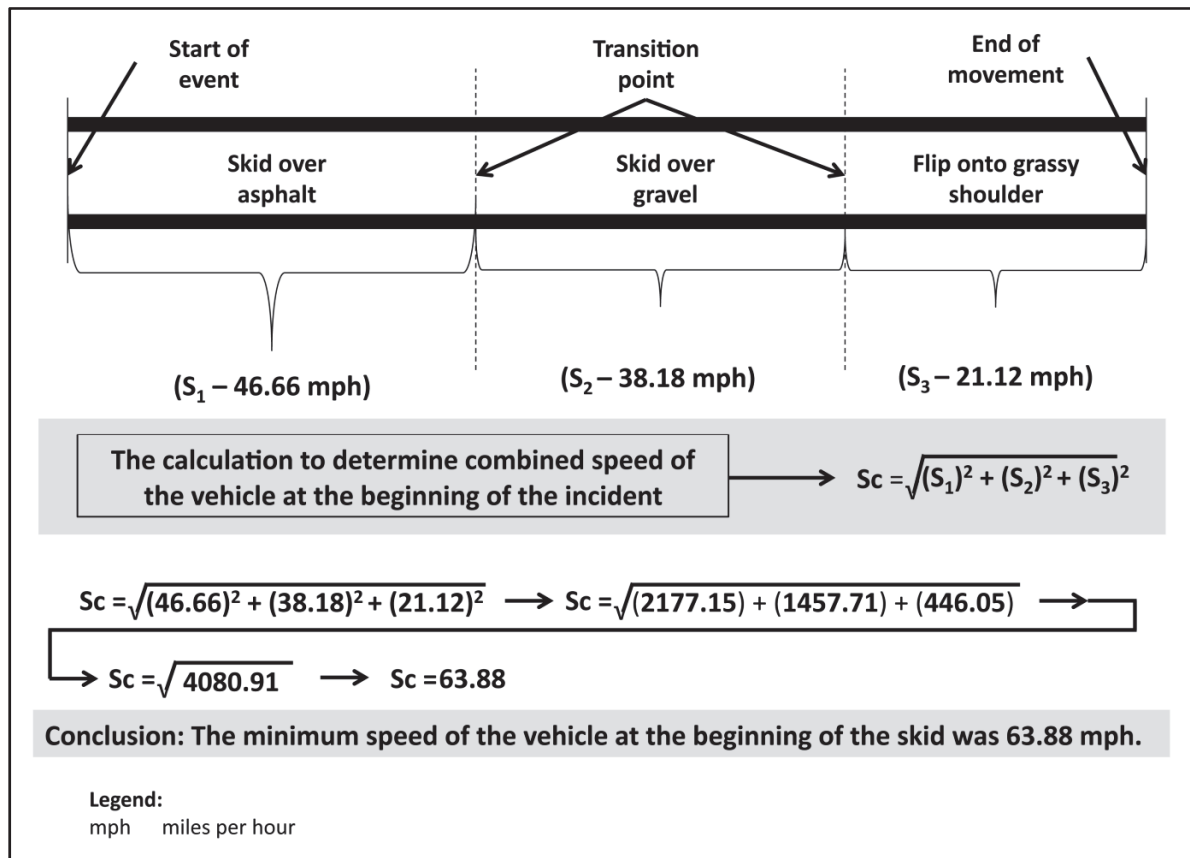 Start of
event
Transition
point
End of
movement
Skid over
asphalt
Skid over
gravel
Flip onto grassy
shoulder
(S₁ – 46.66 mph)
(S₂ – 38.18 mph)
(S₃ – 21.12 mph)
The calculation to determine combined speed of
the vehicle at the beginning of the incident
Sc =√(S₁)² + (S₂)² + (S₃)²
Sc =√(46.66)² + (38.18)² + (21.12)²
Sc =√(2177.15) + (1457.71) + (446.05)
Sc =√4080.91
Sc =63.88
Conclusion: The minimum speed of the vehicle at the beginning of the skid was 63.88 mph.
Legend:
mph miles per hour